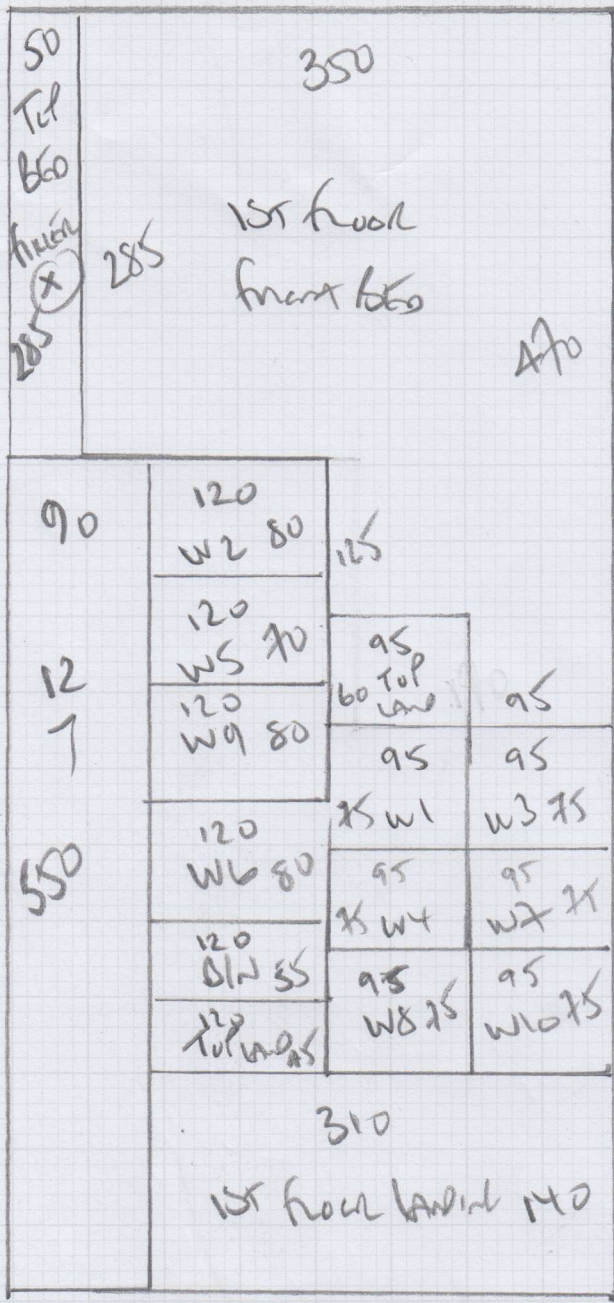 50
TOP
BED
FILLER
X
285
350
285
1ST FLOOR
FRONT BED
470
90
12
7
550
120
W2 80
125
120
W5 70
120
W9 80
95
TOP
60 LAND
95
95
75 W1
95
W3 75
120
W6 80
95
75 W4
95
W7 75
120
BIN 55
120
TOP LAND 45
95
W8 75
95
W10 75
310
1ST FLOOR LANDING 140